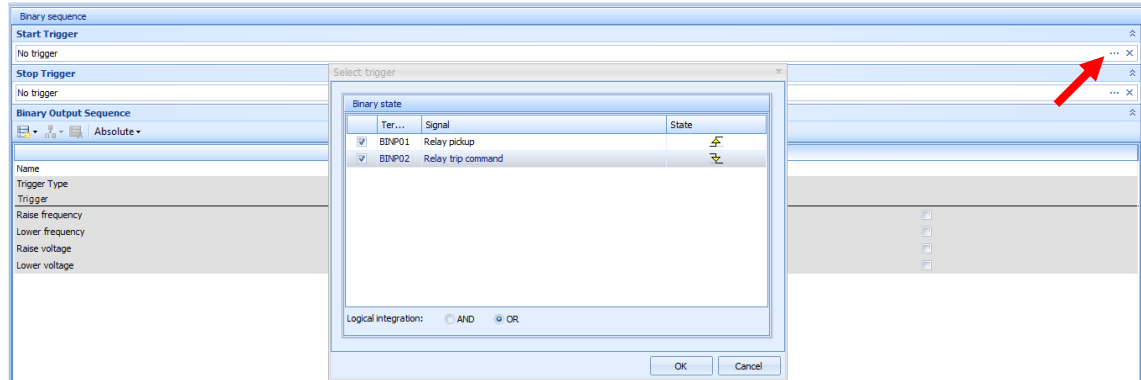 Binary sequence
Start Trigger
No trigger
Stop Trigger
No trigger
Binary Output Sequence
Absolute
Name
Trigger Type
Trigger
Raise frequency
Lower frequency
Raise voltage
Lower voltage
Select trigger
Binary state
Ter... Signal State
BINP01 Relay pickup
BINP02 Relay trip command
Logical integration: AND OR
OK Cancel